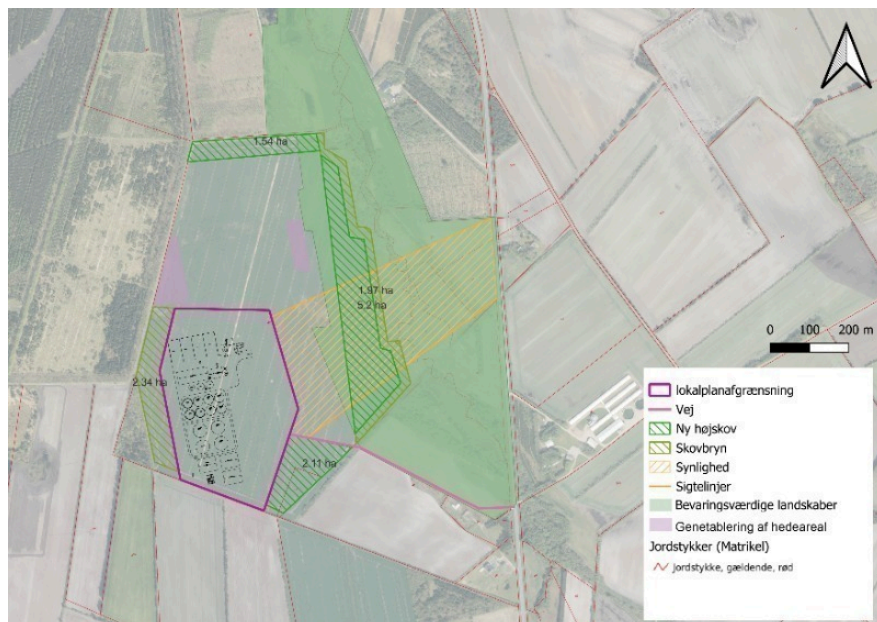 1.54 ha
1.97 ha
5.2 ha
2.34 ha
2.11 ha
0 100 200 m
lokalplanafgrænsning
Vej
Ny højskov
Skovbryn
Synlighed
Sigtelinjer
Bevaringsværdige landskaber
Genetablering af hedeareal
Jordstykker (Matrikel)
Jordstykke, gældende, rød